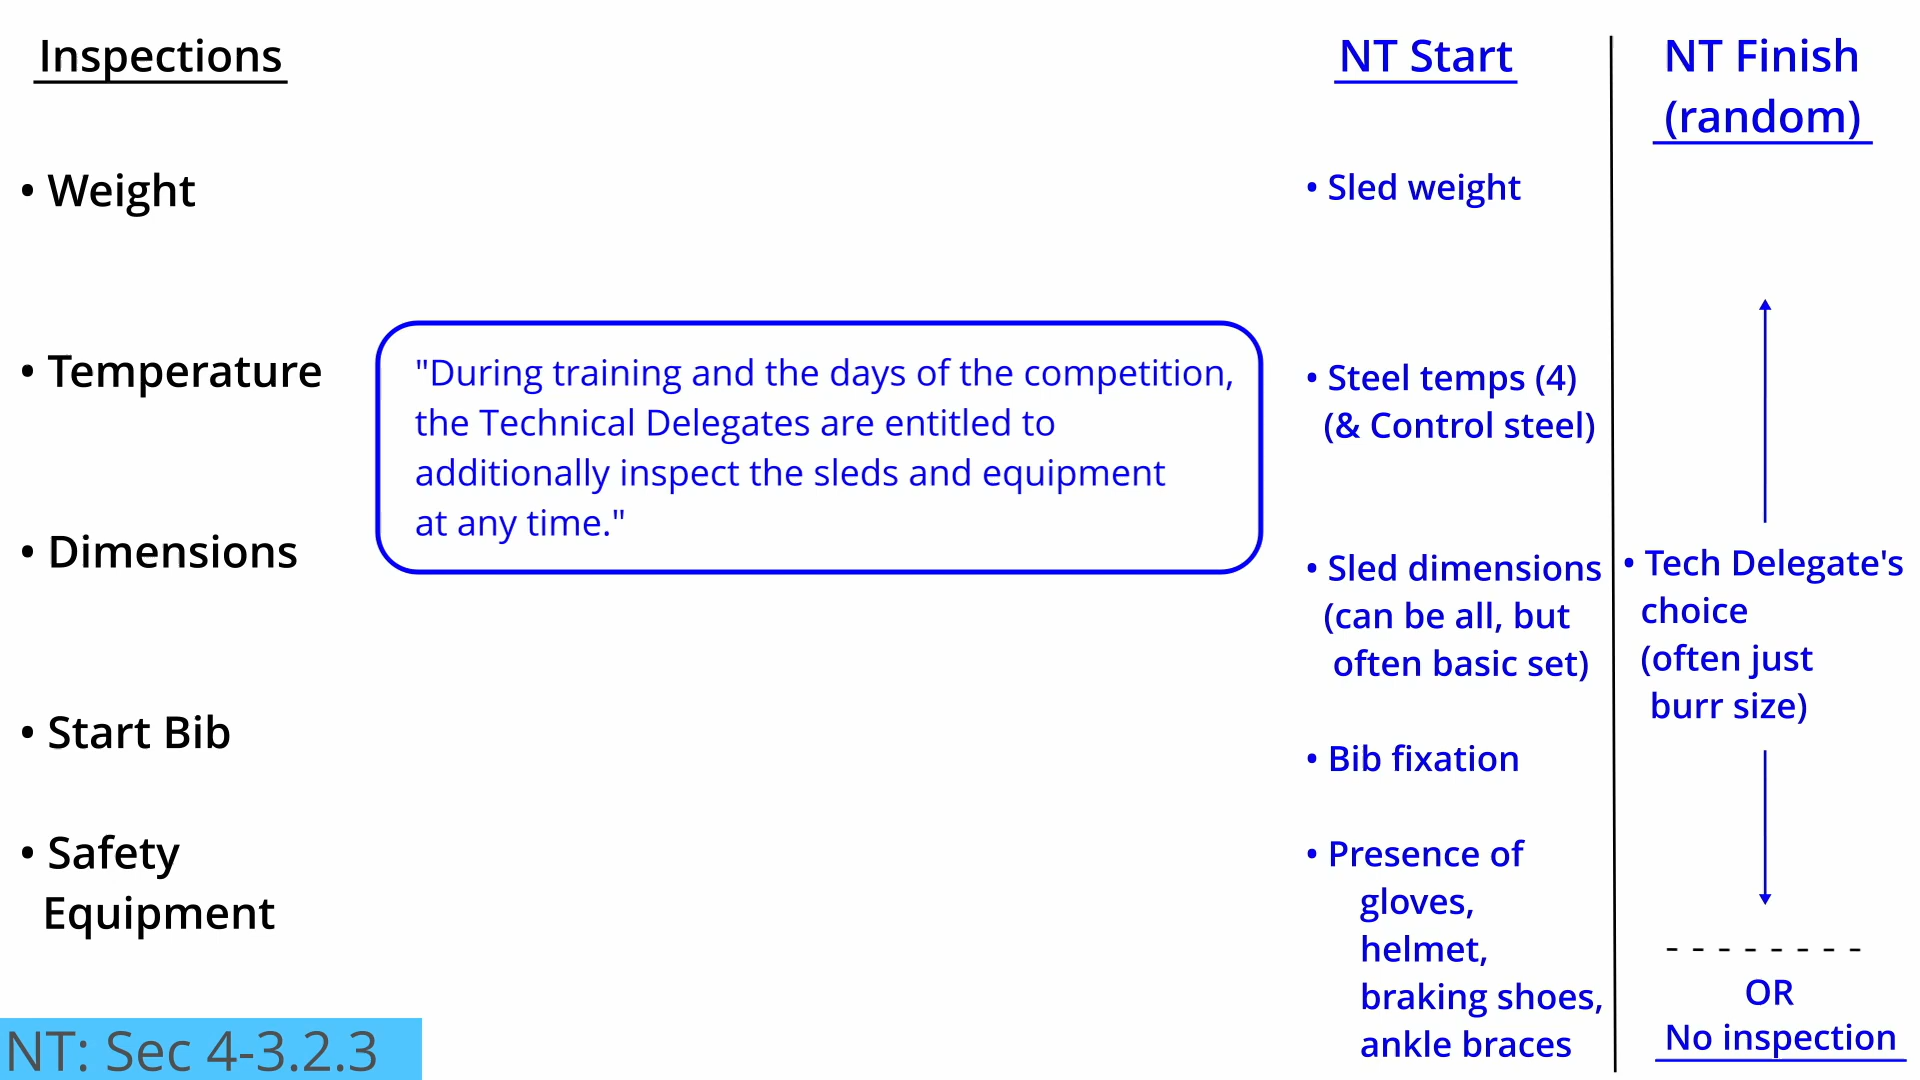 Inspections
• Weight
• Temperature
• Dimensions
• Start Bib
• Safety
Equipment
"During training and the days of the competition,
the Technical Delegates are entitled to
additionally inspect the sleds and equipment
at any time."
NT Start
• Sled weight
• Steel temps (4)
(& Control steel)
• Sled dimensions
(can be all, but
often basic set)
• Bib fixation
• Presence of
gloves,
helmet,
braking shoes,
ankle braces
NT Finish
(random)
• Tech Delegate's
choice
(often just
burr size)
- - - - - - - -
OR
No inspection
NT: Sec 4-3.2.3